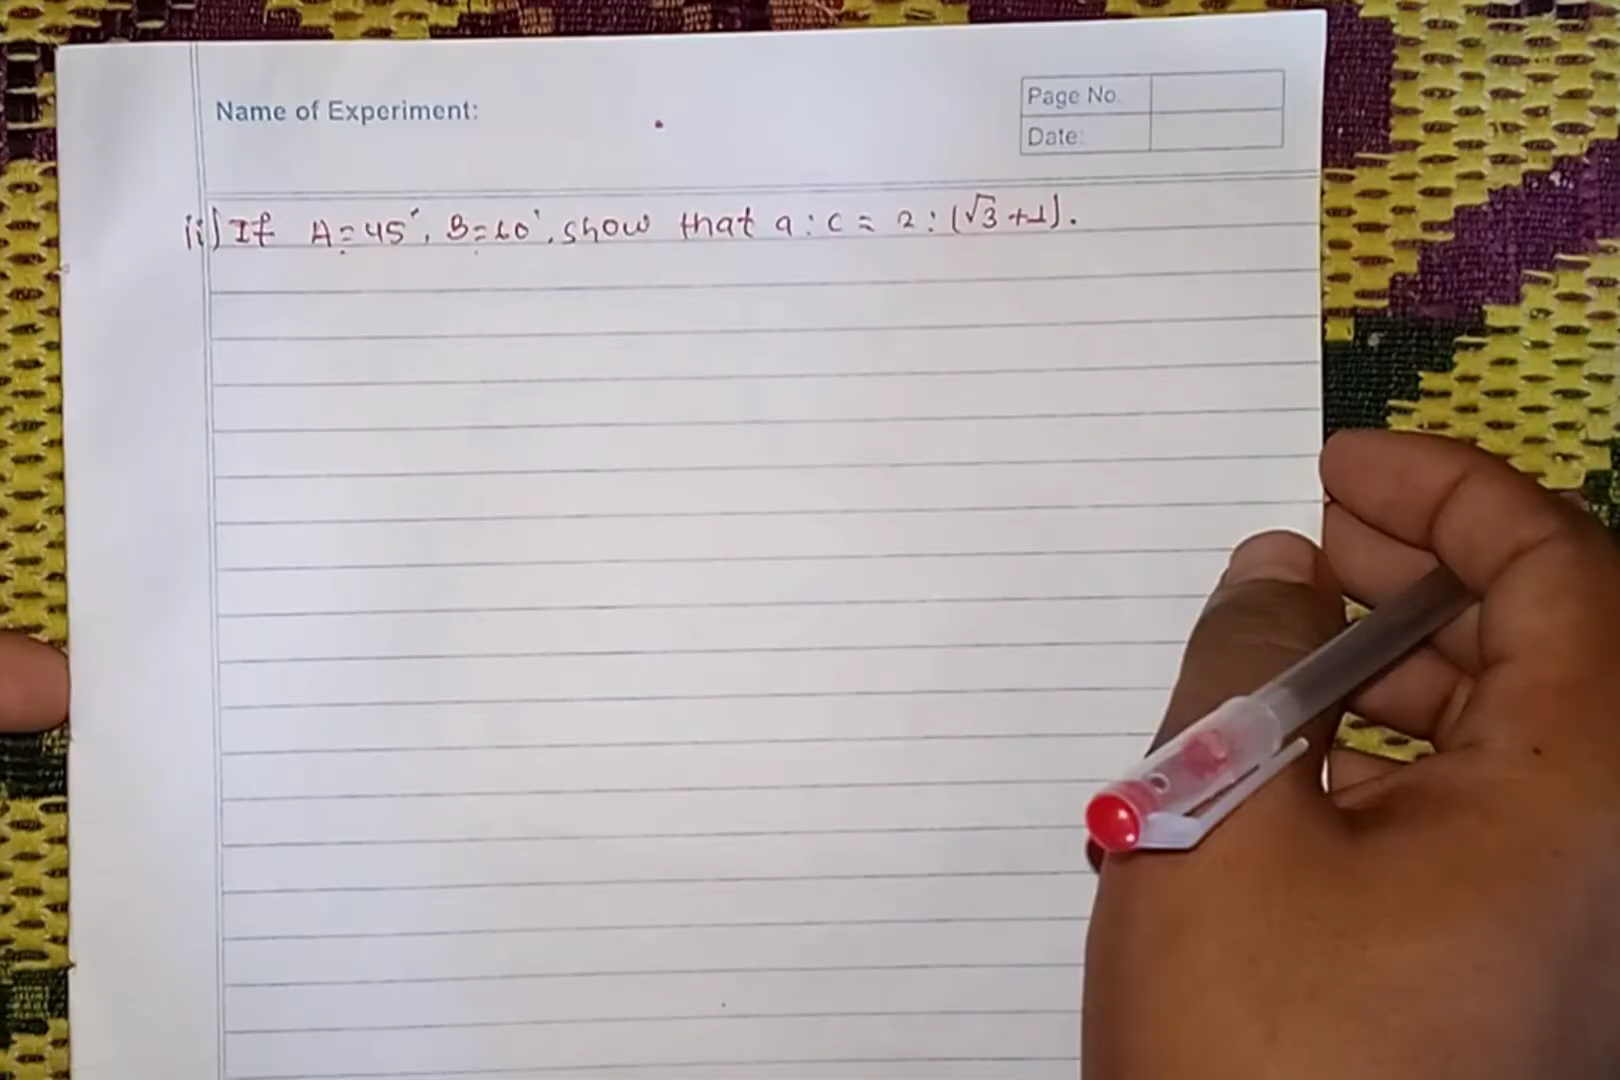 Name of Experiment:
Page No.
Date:
ii) If A = 45°, B = 60°, show that a : c = 2 : (√3 + 1).